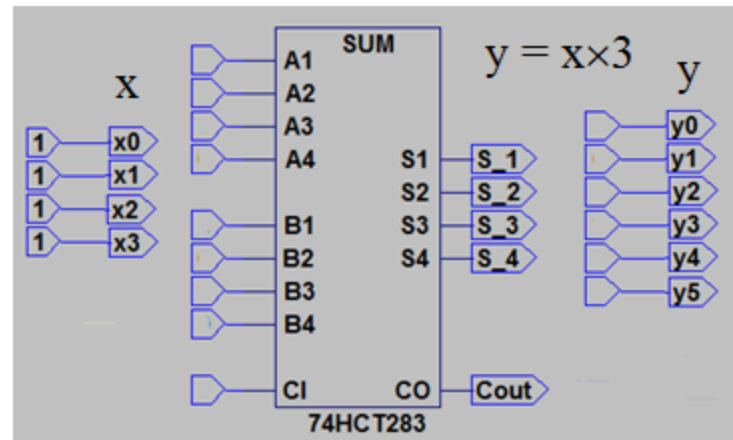 SUM
y = x×3
x
y
A1
A2
A3
A4
1 x0
1 x1
1 x2
1 x3
B1
B2
B3
B4
CI
S1 S_1
S2 S_2
S3 S_3
S4 S_4
CO Cout
y0
y1
y2
y3
y4
y5
74HCT283